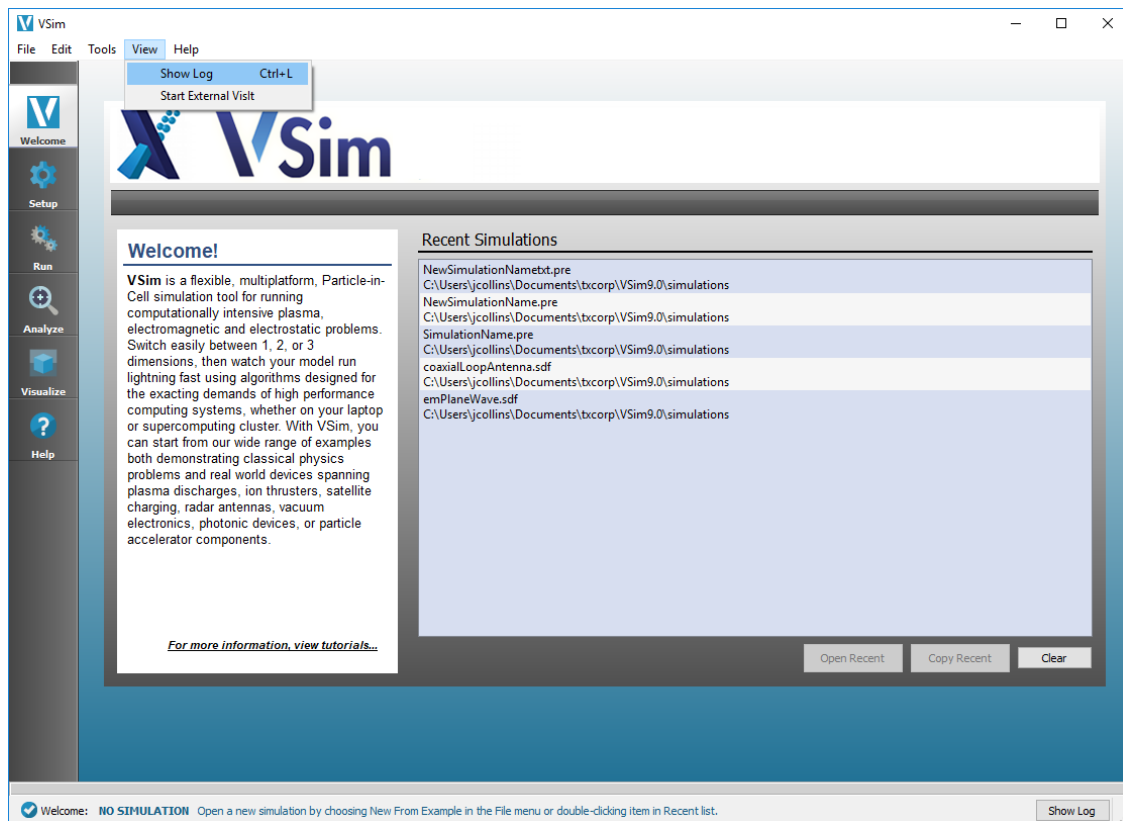 VSim
File Edit Tools View Help
Show Log Ctrl+L
Start External VisIt
Welcome
Setup
Run
Analyze
Visualize
Help
VSim
Welcome!
VSim is a flexible, multiplatform, Particle-in-
Cell simulation tool for running
computationally intensive plasma,
electromagnetic and electrostatic problems.
Switch easily between 1, 2, or 3
dimensions, then watch your model run
lightning fast using algorithms designed for
the exacting demands of high performance
computing systems, whether on your laptop
or supercomputing cluster. With VSim, you
can start from our wide range of examples
both demonstrating classical physics
problems and real world devices spanning
plasma discharges, ion thrusters, satellite
charging, radar antennas, vacuum
electronics, photonic devices, or particle
accelerator components.
For more information, view tutorials...
Recent Simulations
NewSimulationNametxt.pre
C:\Users\jcollins\Documents\txcorp\VSim9.0\simulations
NewSimulationName.pre
C:\Users\jcollins\Documents\txcorp\VSim9.0\simulations
SimulationName.pre
C:\Users\jcollins\Documents\txcorp\VSim9.0\simulations
coaxialLoopAntenna.sdf
C:\Users\jcollins\Documents\txcorp\VSim9.0\simulations
emPlaneWave.sdf
C:\Users\jcollins\Documents\txcorp\VSim9.0\simulations
Open Recent Copy Recent Clear
Welcome: NO SIMULATION Open a new simulation by choosing New From Example in the File menu or double-clicking item in Recent list. Show Log